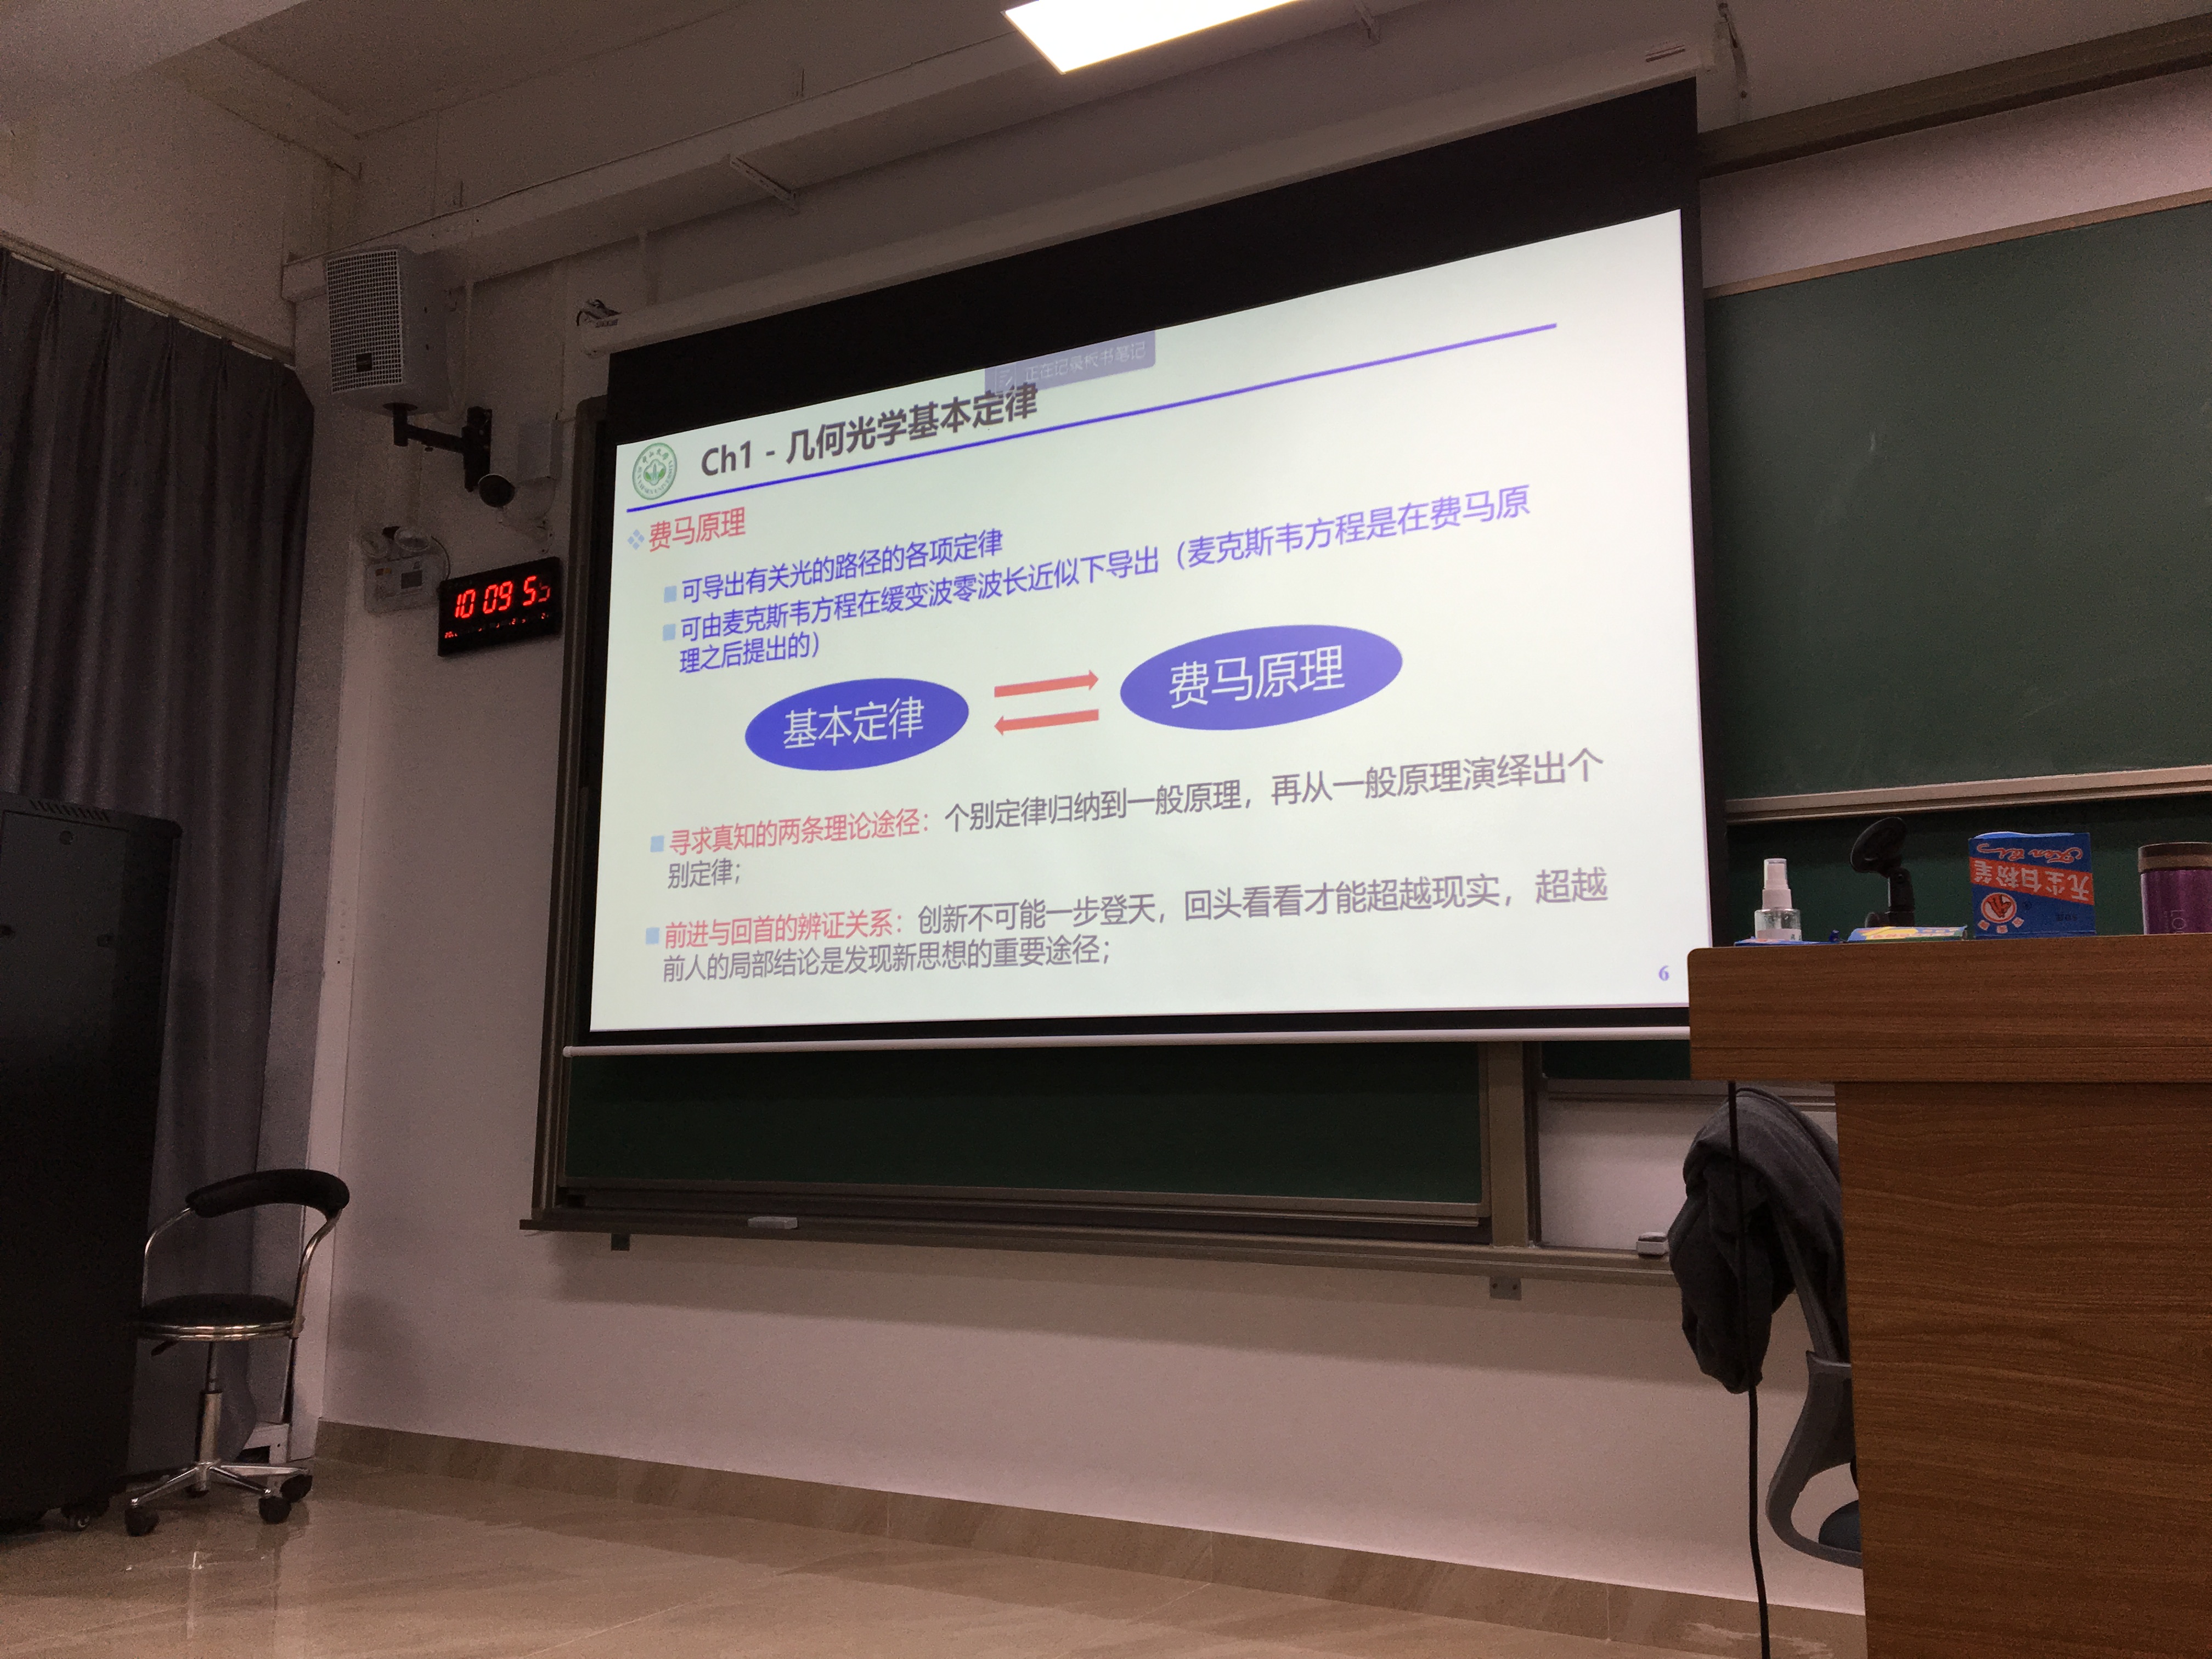 正在记录板书笔记
Ch1 - 几何光学基本定律
费马原理
可导出有关光的路径的各项定律
可由麦克斯韦方程在缓变波零波长近似下导出（麦克斯韦方程是在费马原
理之后提出的）
基本定律
费马原理
寻求真知的两条理论途径：个别定律归纳到一般原理，再从一般原理演绎出个
别定律；
前进与回首的辨证关系：创新不可能一步登天，回头看看才能超越现实，超越
前人的局部结论是发现新思想的重要途径；
6
10 09 55
无尘白粉笔